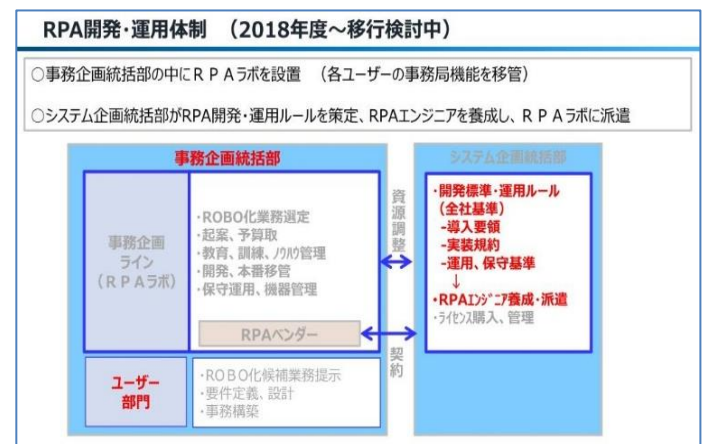 RPA開発・運用体制 （2018年度～移行検討中）
○事務企画統括部の中にＲＰＡラボを設置 （各ユーザーの事務局機能を移管）
○システム企画統括部がRPA開発・運用ルールを策定、RPAエンジニアを養成し、ＲＰＡラボに派遣
事務企画統括部
事務企画
ライン
（ＲＰＡラボ）
・ROBO化業務選定
・起案、予算取
・教育、訓練、ﾉｳﾊｳ管理
・開発、本番移管
・保守運用、機器管理
RPAベンダー
ユーザー
部門
・ＲＯＢＯ化候補業務提示
・要件定義、設計
・事務構築
資源調整
契約
システム企画統括部
・開発標準・運用ルール
（全社基準）
-導入要領
-実装規約
-運用、保守基準
↓
・RPAｴﾝｼﾞﾆｱ養成・派遣
・ﾗｲｾﾝｽ購入、管理